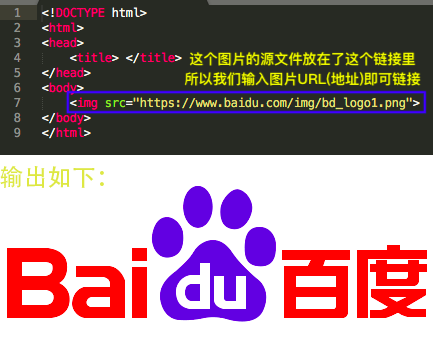 1 <!DOCTYPE html>
2 <html>
3 <head>
4 <title> </title> 这个图片的源文件放在了这个链接里
5 </head> 所以我们输入图片URL(地址)即可链接
6 <body>
7 <img src="https://www.baidu.com/img/bd_logo1.png">
8 </body>
9 </html>
输出如下：
Bai du 百度